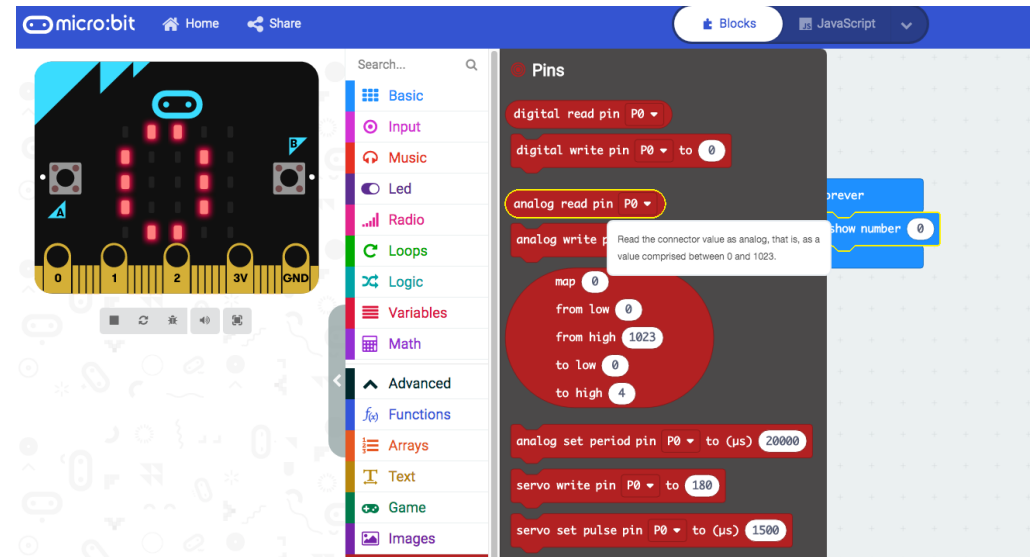 micro:bit Home Share Blocks JS JavaScript
Search...
Basic
Input
Music
Led
Radio
Loops
Logic
Variables
Math
Advanced
f(x) Functions
Arrays
Text
Game
Images
B
A
0 1 2 3V GND
Pins
digital read pin P0
digital write pin P0 to 0
analog read pin P0
analog write p
Read the connector value as analog, that is, as a
value comprised between 0 and 1023.
map 0
from low 0
from high 1023
to low 0
to high 4
analog set period pin P0 to (µs) 20000
servo write pin P0 to 180
servo set pulse pin P0 to (µs) 1500
orever
show number 0